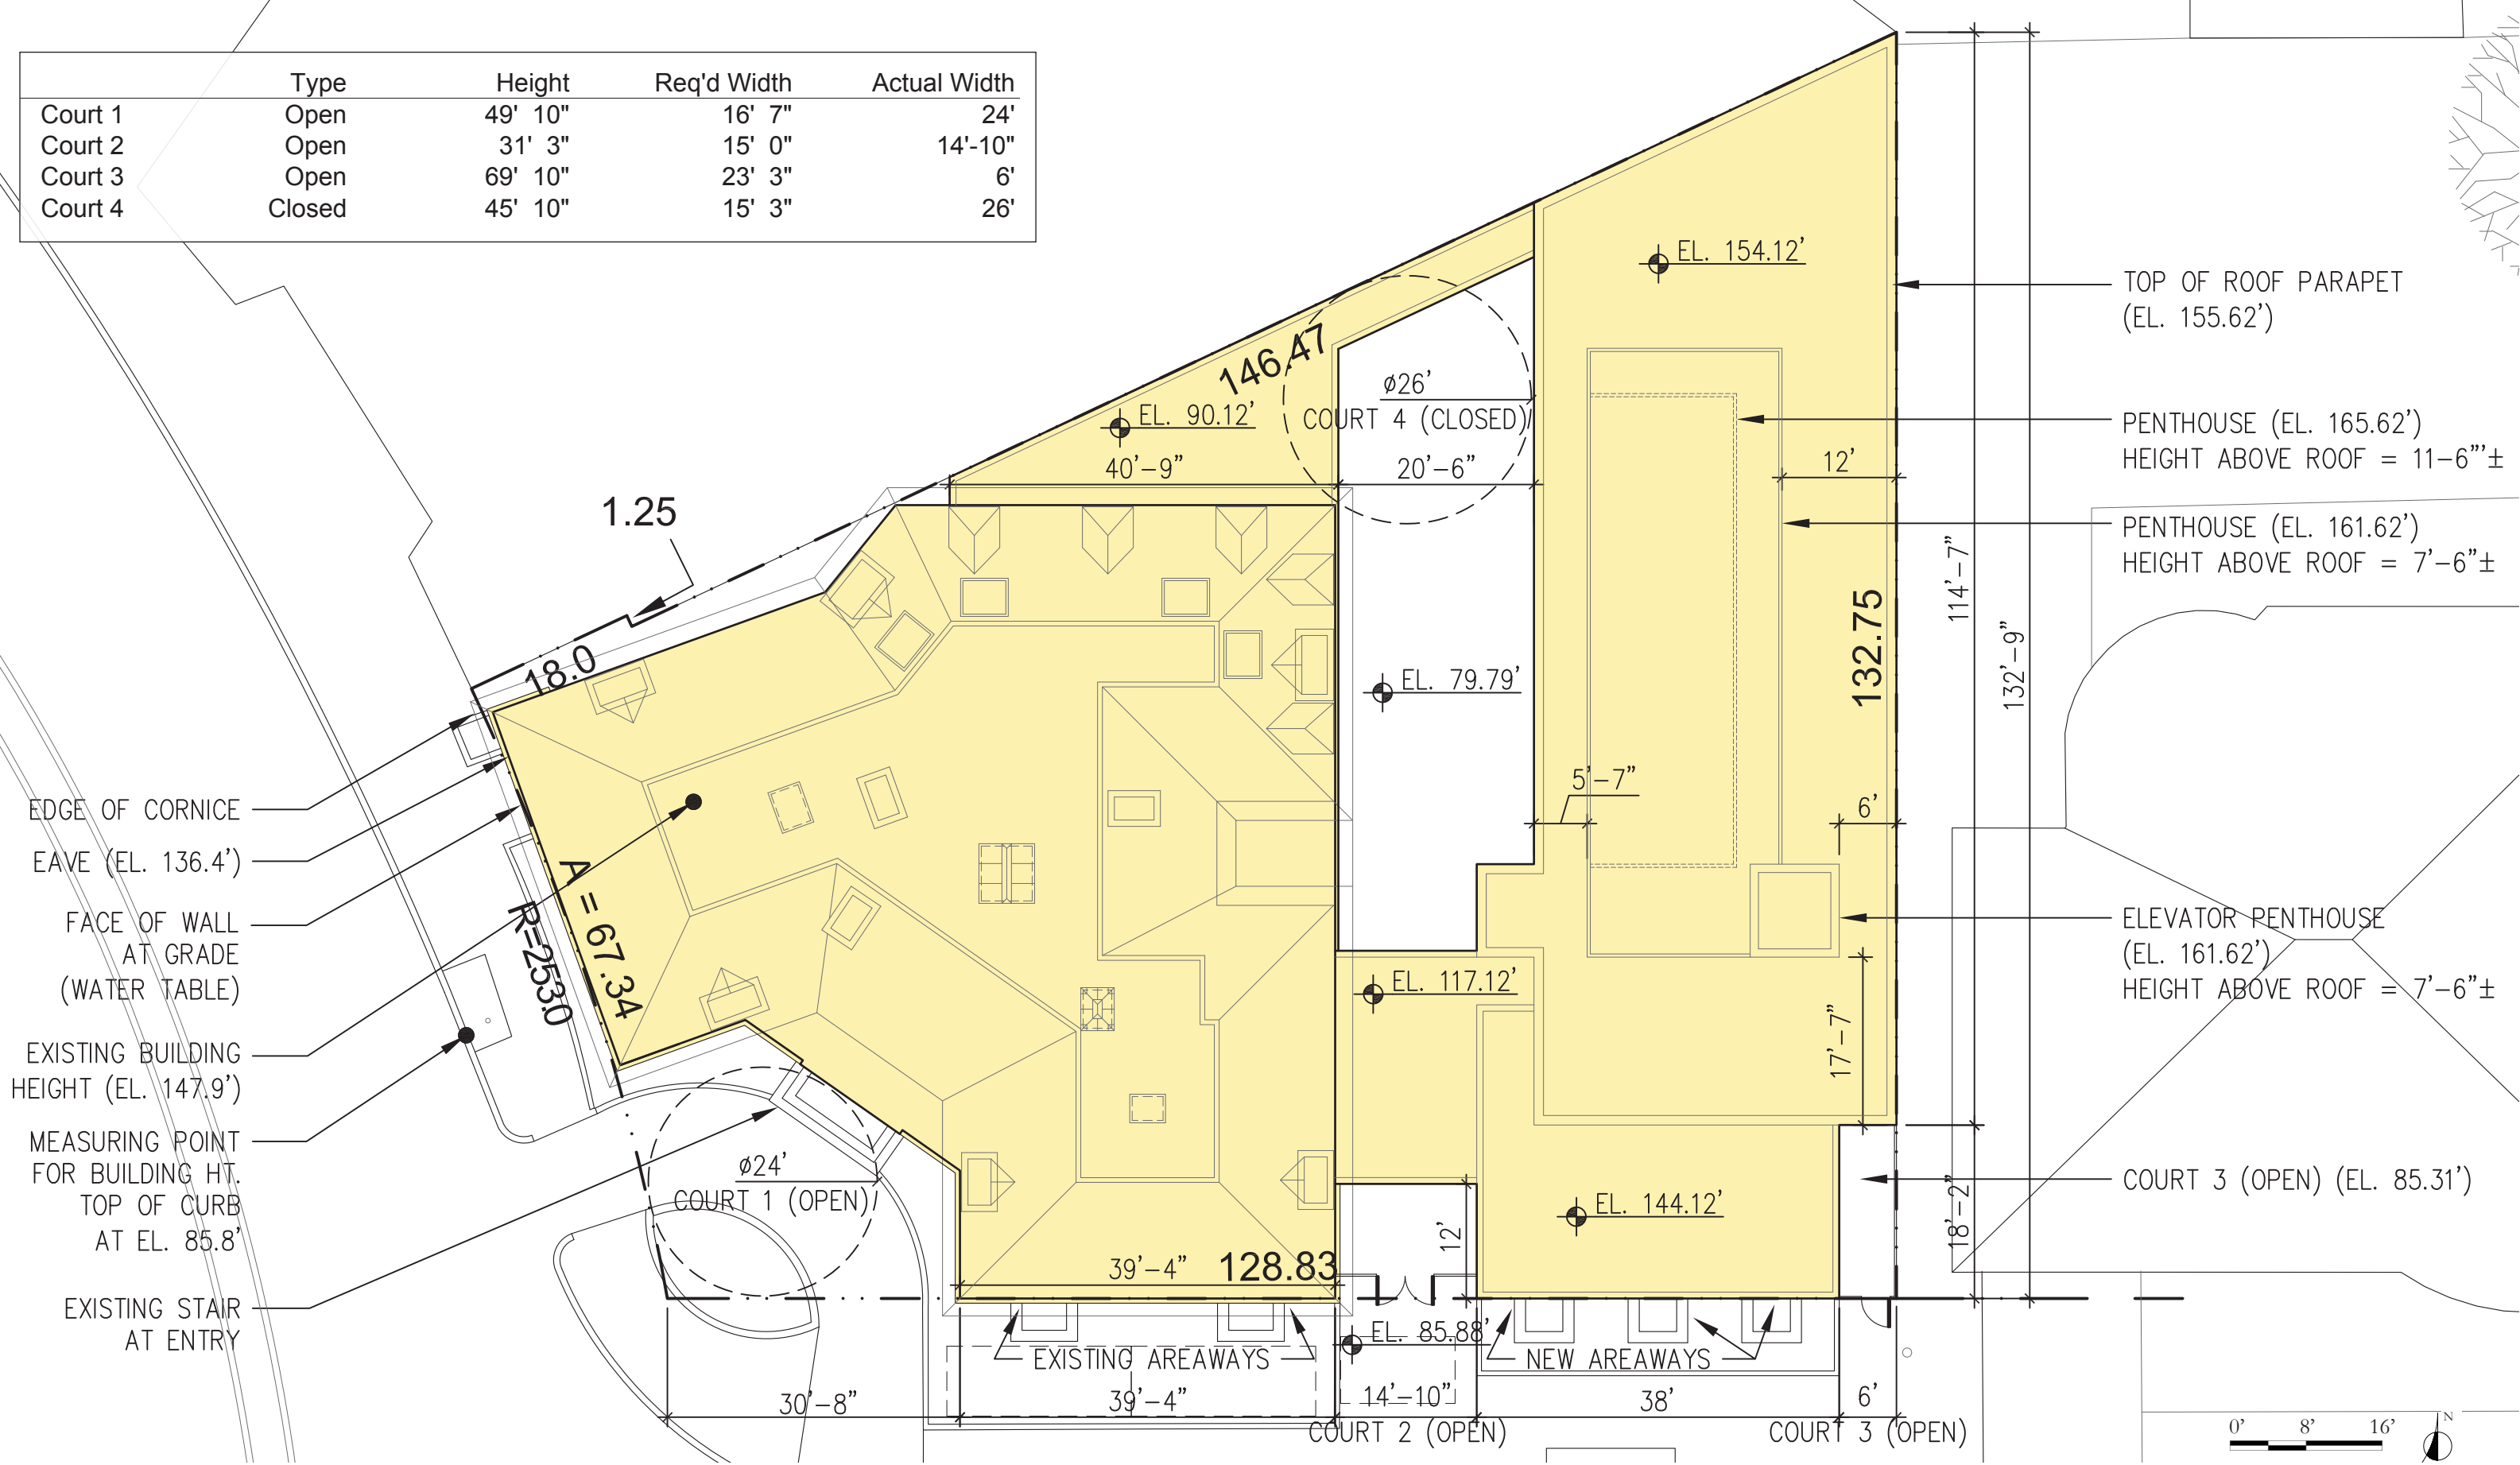 Type Height Req'd Width Actual Width
Court 1 Open 49' 10" 16' 7" 24'
Court 2 Open 31' 3" 15' 0" 14'-10"
Court 3 Open 69' 10" 23' 3" 6'
Court 4 Closed 45' 10" 15' 3" 26'
EL. 154.12'
TOP OF ROOF PARAPET
(EL. 155.62')
146.47
ø26'
COURT 4 (CLOSED)
EL. 90.12'
40'-9"
20'-6"
12'
PENTHOUSE (EL. 165.62')
HEIGHT ABOVE ROOF = 11-6"'±
PENTHOUSE (EL. 161.62')
HEIGHT ABOVE ROOF = 7'-6"±
1.25
114'-7"
132.75
132'-9"
18.0
EL. 79.79'
5'-7"
6'
EDGE OF CORNICE
EAVE (EL. 136.4')
FACE OF WALL
AT GRADE
(WATER TABLE)
A = 67.34
R=253.0
ELEVATOR PENTHOUSE
(EL. 161.62')
HEIGHT ABOVE ROOF = 7'-6"±
EL. 117.12'
17'-7"
EXISTING BUILDING
HEIGHT (EL. 147.9')
MEASURING POINT
FOR BUILDING HT.
TOP OF CURB
AT EL. 85.8'
ø24'
COURT 1 (OPEN)
EL. 144.12'
COURT 3 (OPEN) (EL. 85.31')
18'-2"
12'
39'-4"
128.83
EXISTING STAIR
AT ENTRY
EL. 85.88'
EXISTING AREAWAYS
NEW AREAWAYS
30'-8"
39'-4"
14'-10"
38'
6'
COURT 2 (OPEN)
COURT 3 (OPEN)
0' 8' 16'
N